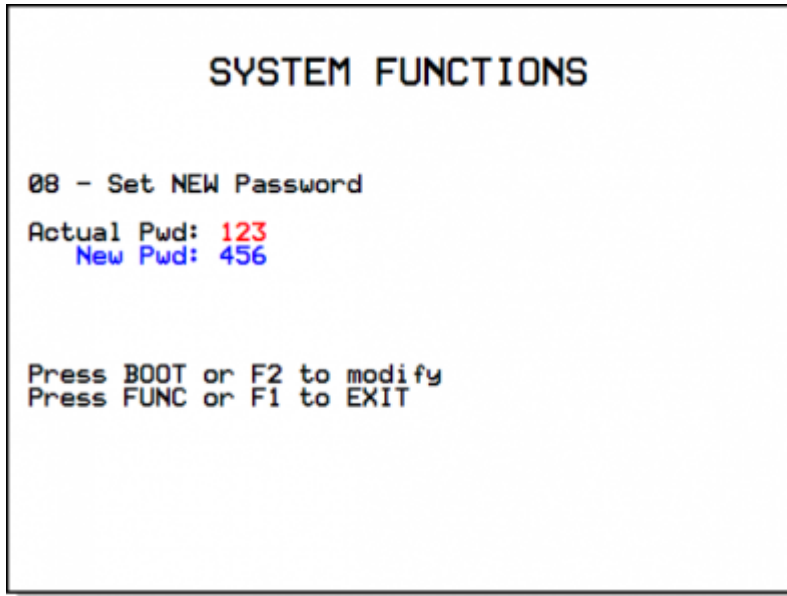 SYSTEM FUNCTIONS
08 - Set NEW Password
Actual Pwd: 123
New Pwd: 456
Press BOOT or F2 to modify
Press FUNC or F1 to EXIT